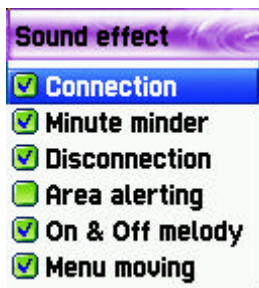 Sound effect
Connection
Minute minder
Disconnection
Area alerting
On & Off melody
Menu moving